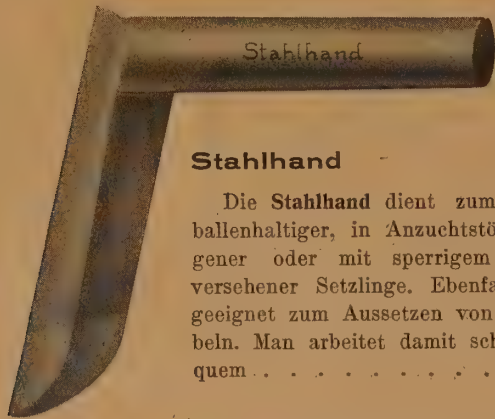 Stahlhand
Stahlhand
Die Stahlhand dient zum
ballenhaltiger, in Anzuchtstö
gener oder mit sperrigem
versehener Setzlinge. Ebenfa
geeignet zum Aussetzen von
beln. Man arbeitet damit sch
quem . . . . . . . . .